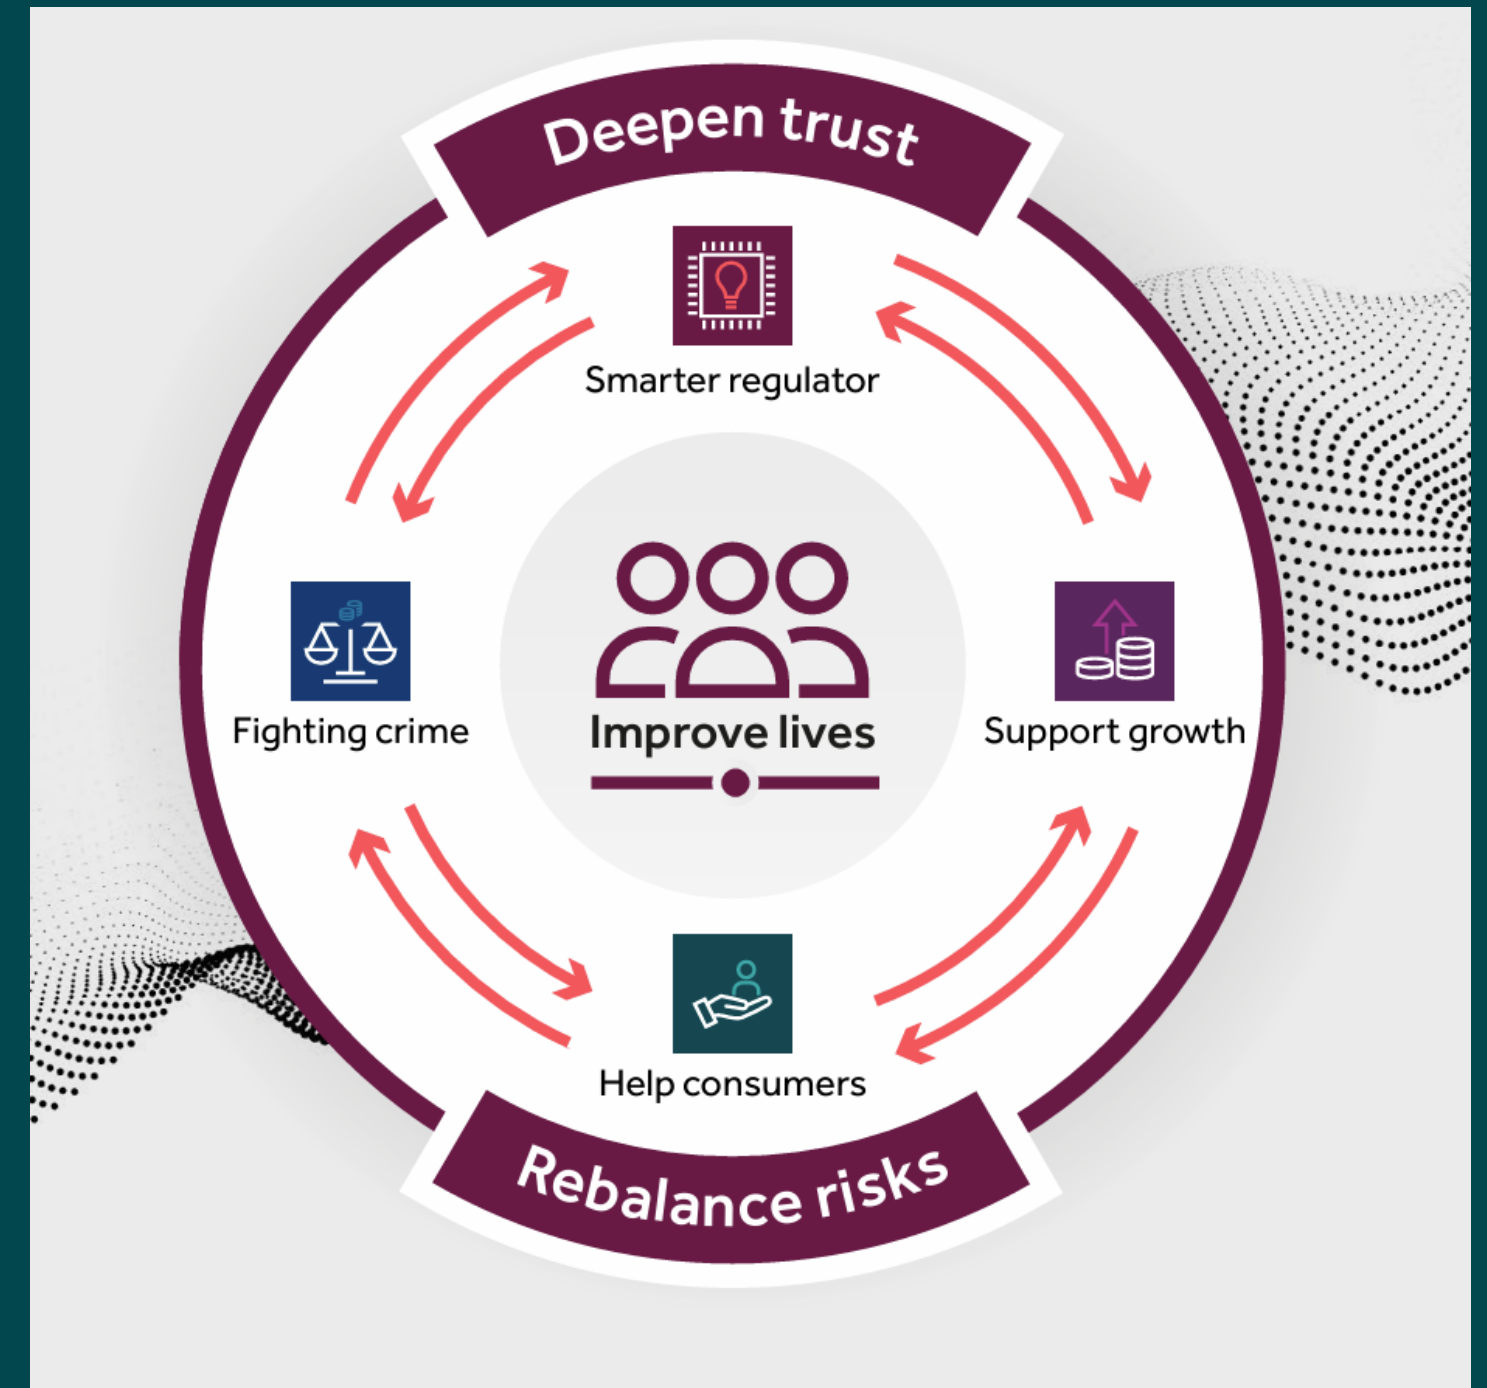 Deepen trust
Smarter regulator
Fighting crime
Improve lives
Support growth
Help consumers
Rebalance risks